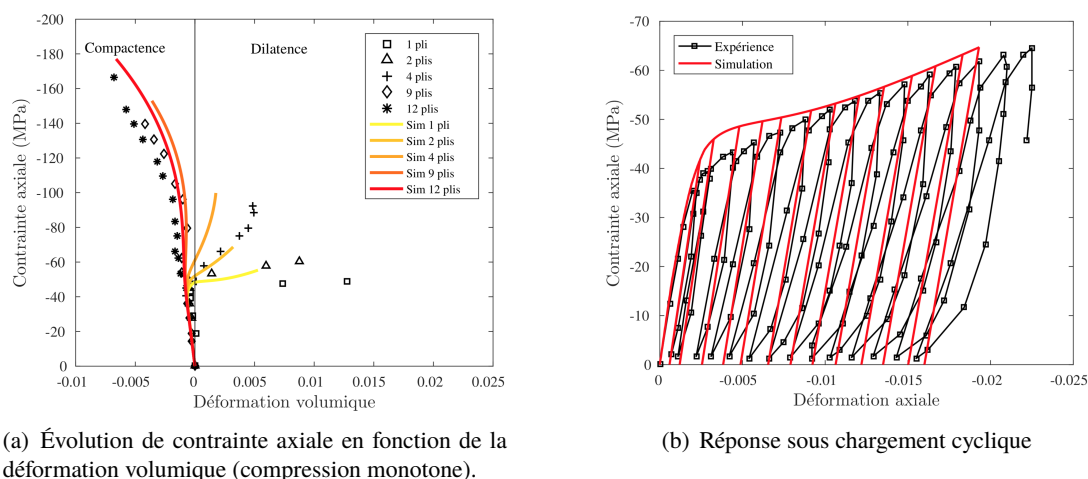 -200
-180
-160
-140
-120
-100
-80
-60
-40
-20
0
Contrainte axiale (MPa)
Compactence
Dilatence
1 pli
2 plis
4 plis
9 plis
12 plis
Sim 1 pli
Sim 2 plis
Sim 4 plis
Sim 9 plis
Sim 12 plis
-0.01 -0.005 0 0.005 0.01 0.015 0.02 0.025
Déformation volumique
(a) Évolution de contrainte axiale en fonction de la
déformation volumique (compression monotone).
-70
-60
-50
-40
-30
-20
-10
0
Contrainte axiale (MPa)
Expérience
Simulation
0 -0.005 -0.01 -0.015 -0.02 -0.025
Déformation axiale
(b) Réponse sous chargement cyclique